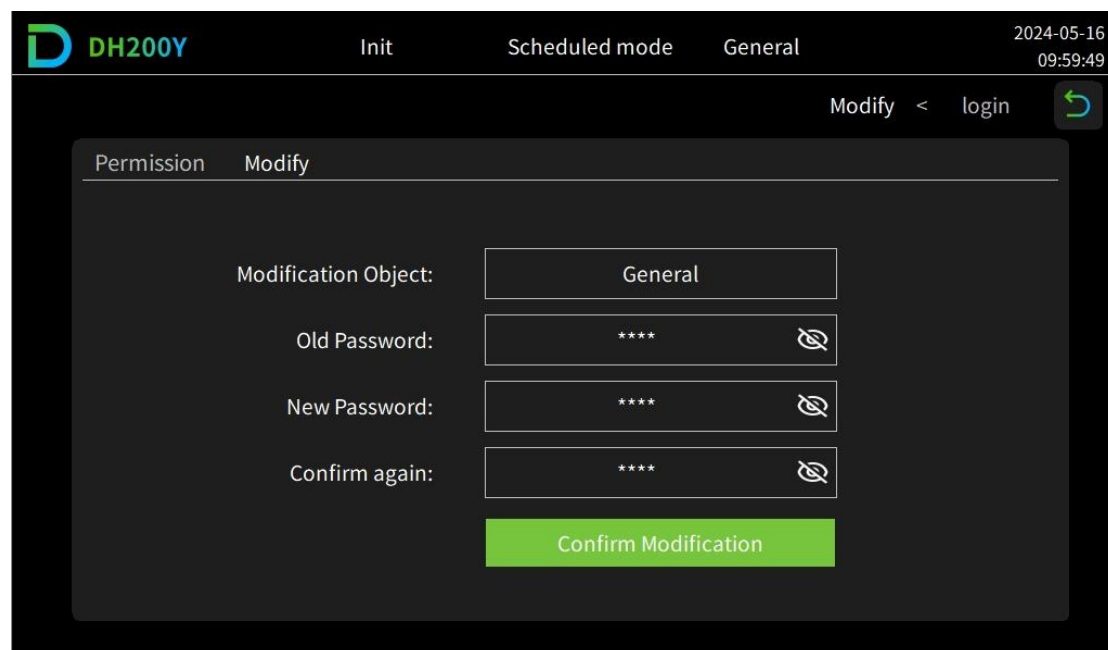 DH200Y Init Scheduled mode General 2024-05-16
09:59:49
Modify < login
Permission Modify
Modification Object: General
Old Password: ****
New Password: ****
Confirm again: ****
Confirm Modification